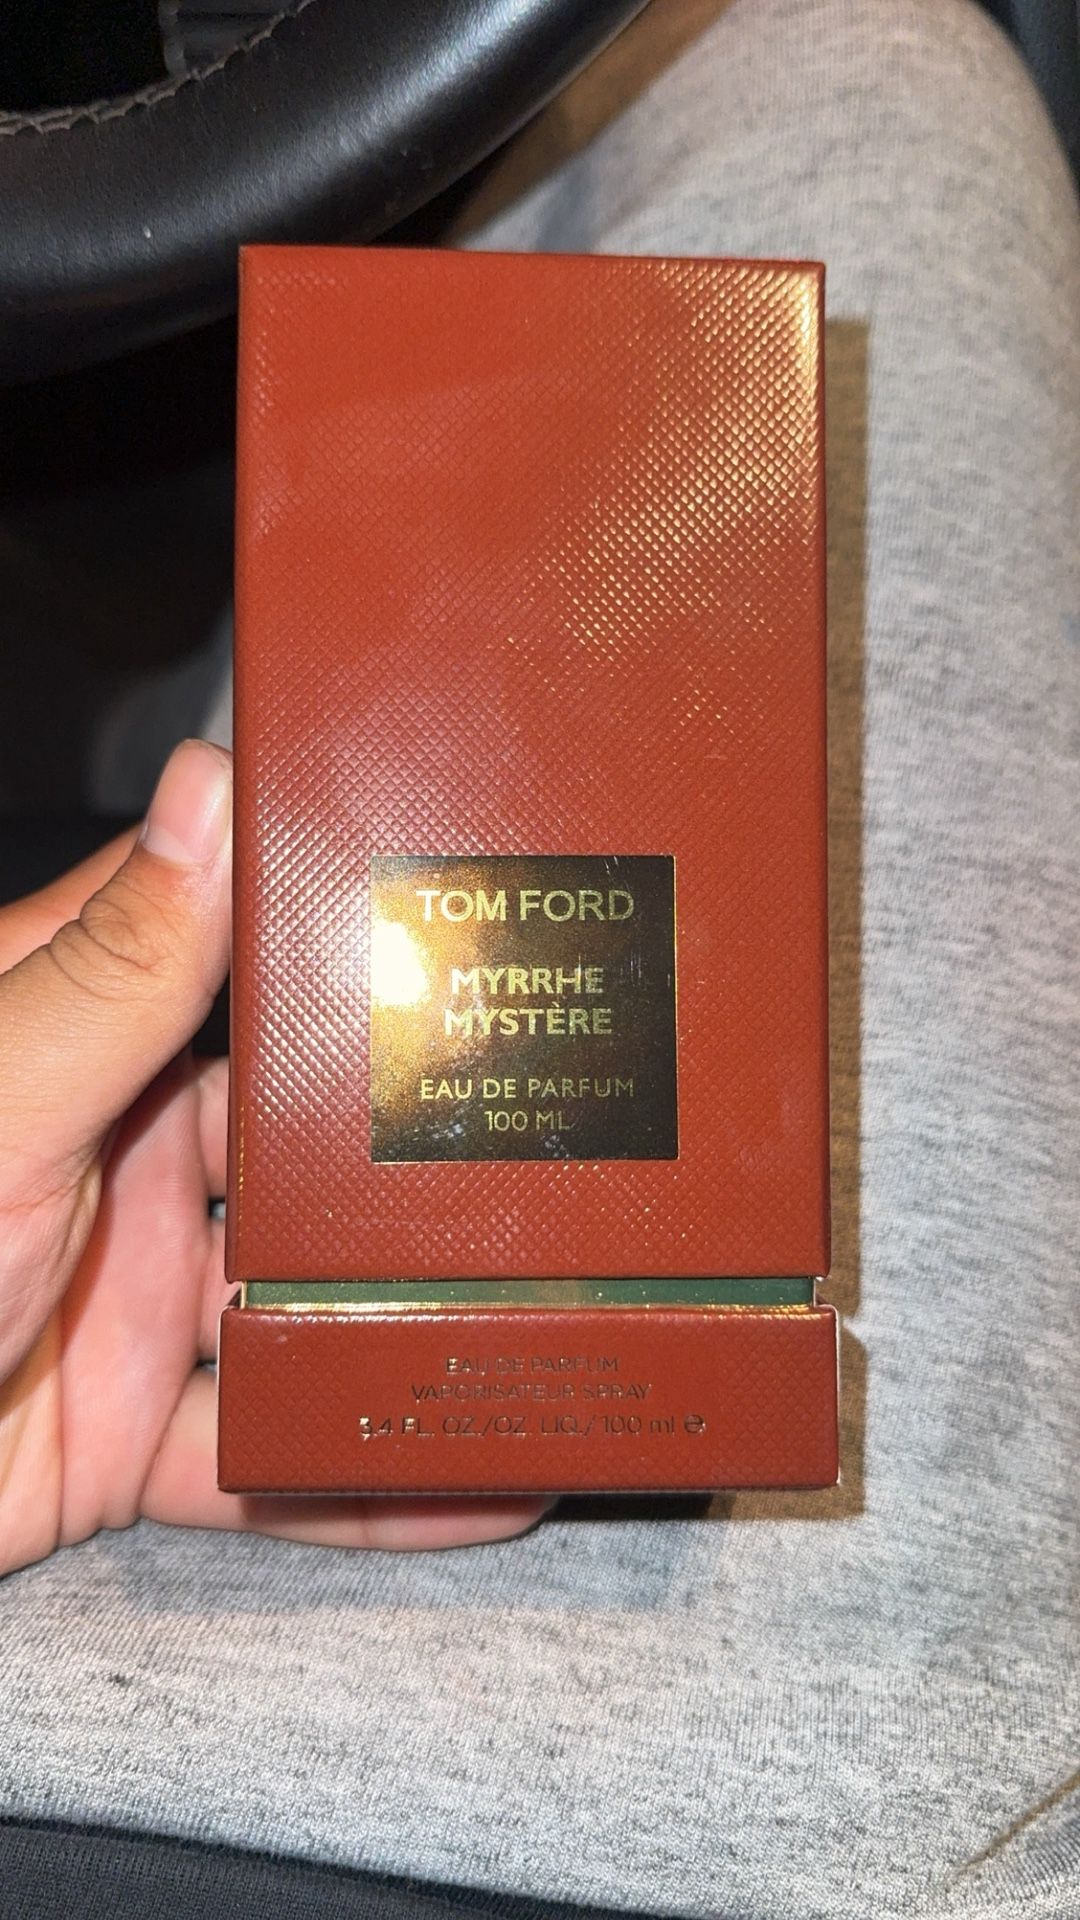 TOM FORD
MYRRHE
MYSTÈRE
EAU DE PARFUM
100 ML
EAU DE PARFUM
VAPORISATEUR SPRAY
3.4 FL. OZ./OZ. LIQ./100 ml ℮